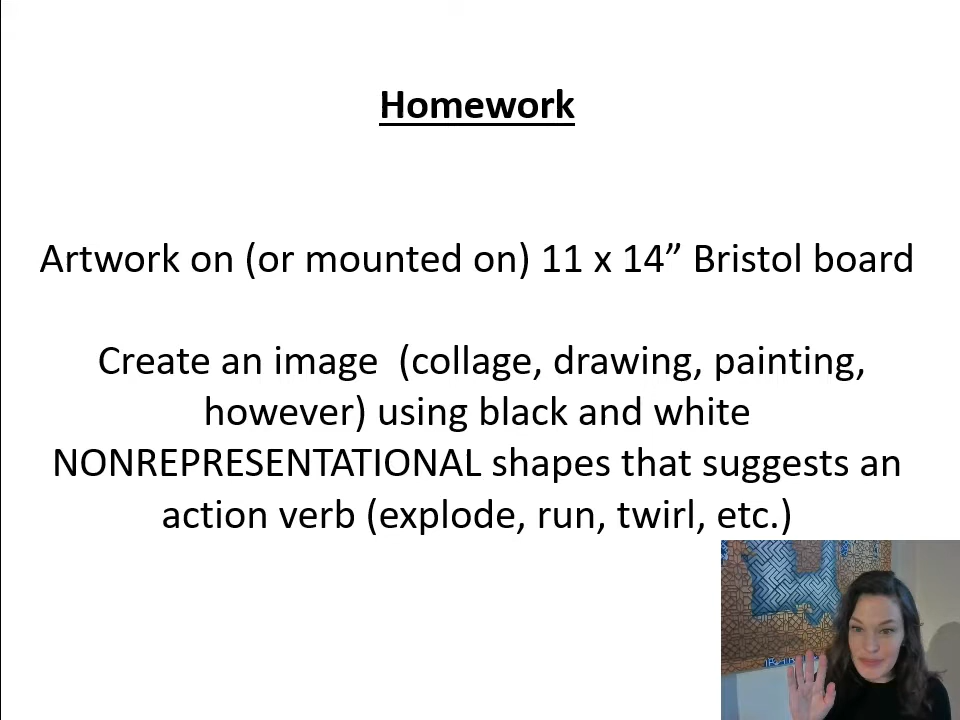 Homework
Artwork on (or mounted on) 11 x 14” Bristol board
Create an image  (collage, drawing, painting,
however) using black and white
NONREPRESENTATIONAL shapes that suggests an
action verb (explode, run, twirl, etc.)